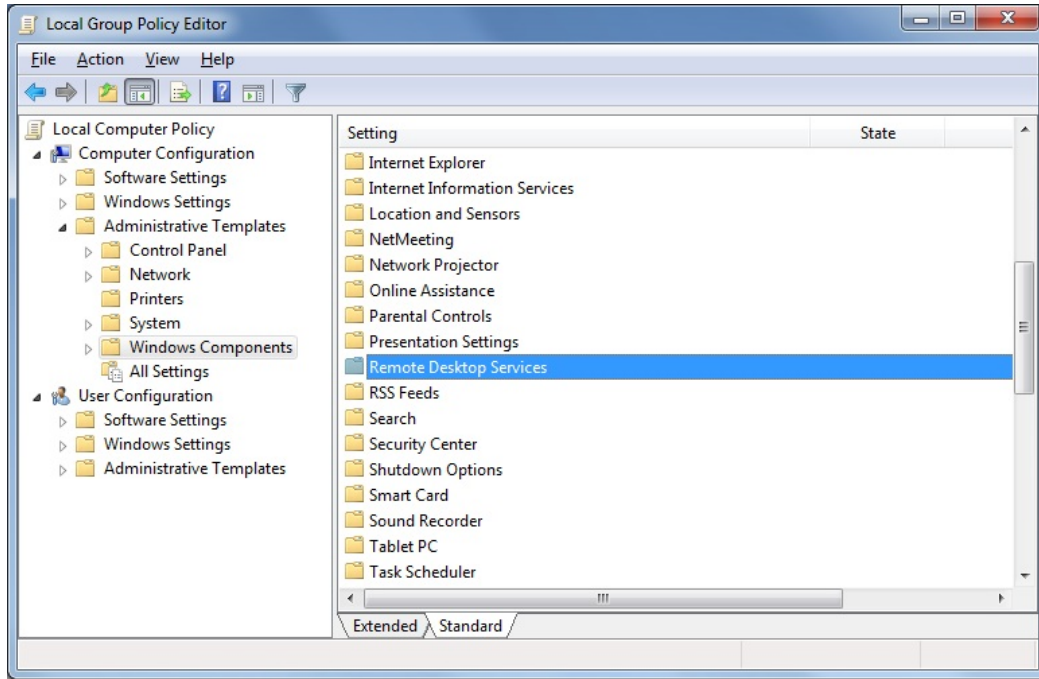 Local Group Policy Editor
File Action View Help
Local Computer Policy
Computer Configuration
Software Settings
Windows Settings
Administrative Templates
Control Panel
Network
Printers
System
Windows Components
All Settings
User Configuration
Software Settings
Windows Settings
Administrative Templates
Setting State
Internet Explorer
Internet Information Services
Location and Sensors
NetMeeting
Network Projector
Online Assistance
Parental Controls
Presentation Settings
Remote Desktop Services
RSS Feeds
Search
Security Center
Shutdown Options
Smart Card
Sound Recorder
Tablet PC
Task Scheduler
Extended Standard